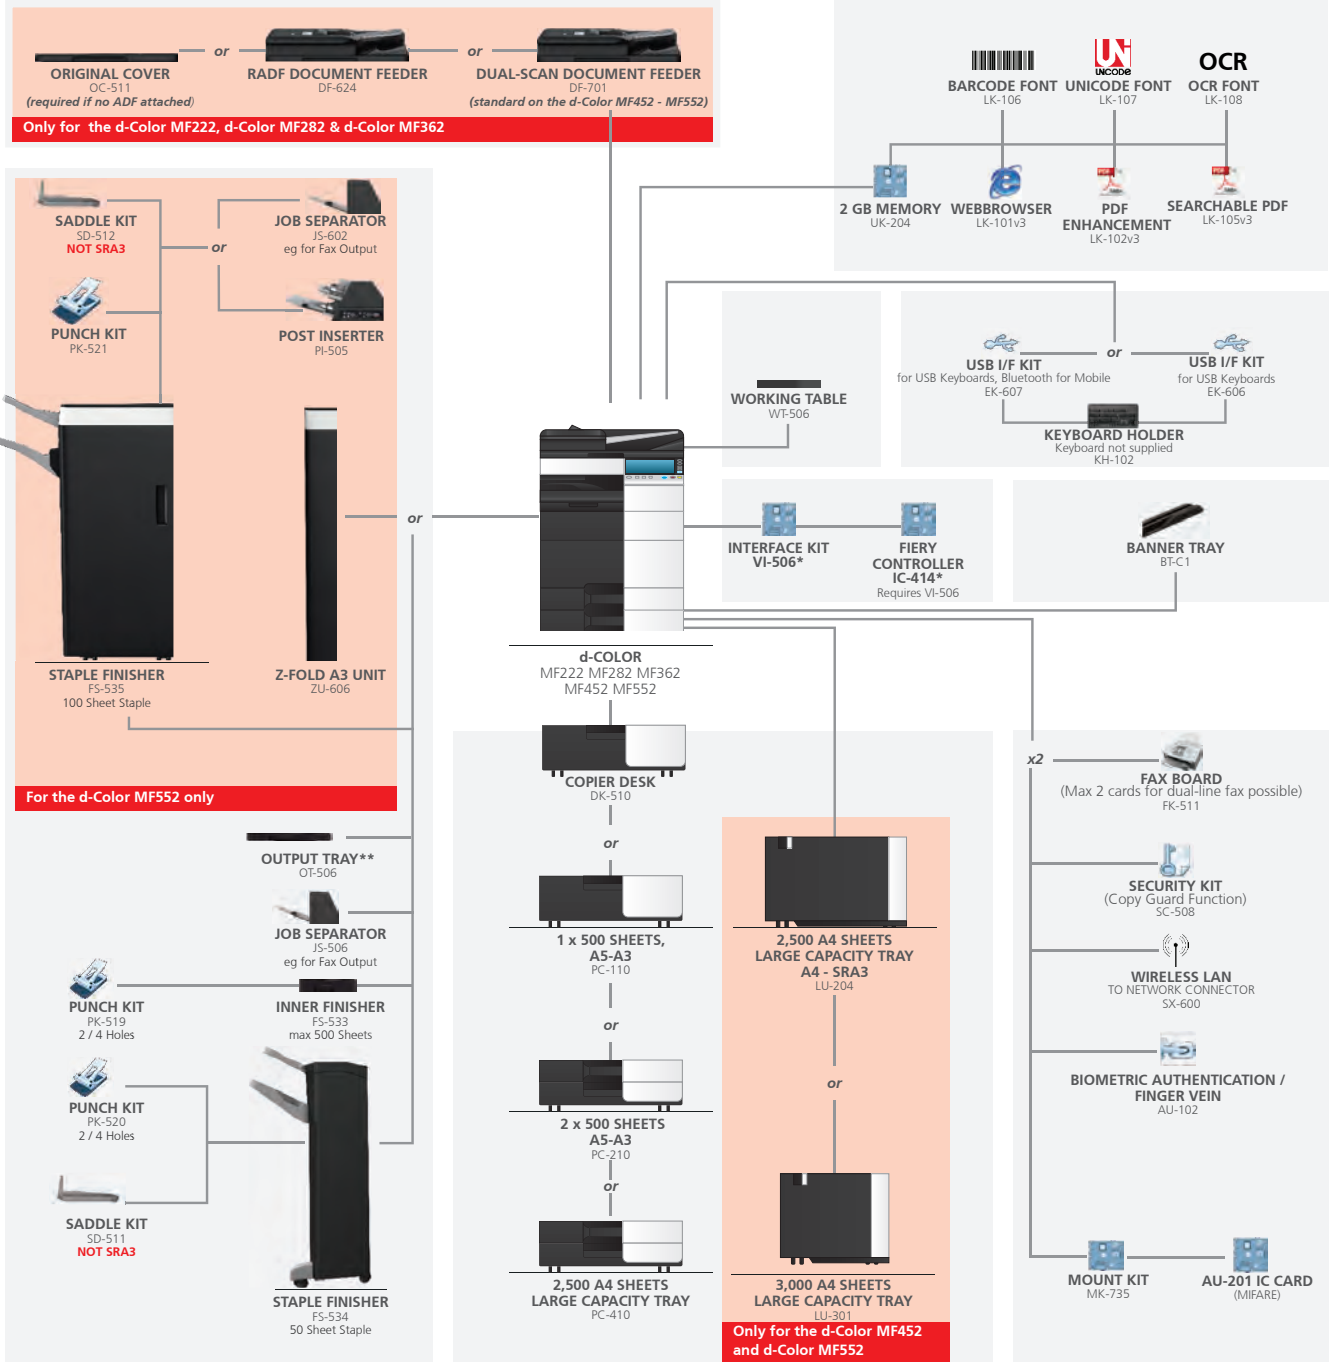 or
or
ORIGINAL COVER
OC-511
(required if no ADF attached)
RADF DOCUMENT FEEDER
DF-624
DUAL-SCAN DOCUMENT FEEDER
DF-701
(standard on the d-Color MF452 - MF552)
Only for the d-Color MF222, d-Color MF282 & d-Color MF362
UNicode
OCR
BARCODE FONT
LK-106
UNICODE FONT
LK-107
OCR FONT
LK-108
2 GB MEMORY
UK-204
WEBBROWSER
LK-101v3
PDF
PDF
ENHANCEMENT
LK-102v3
PDF
SEARCHABLE PDF
LK-105v3
SADDLE KIT
SD-512
NOT SRA3
or
JOB SEPARATOR
JS-602
eg for Fax Output
PUNCH KIT
PK-521
POST INSERTER
PI-505
or
USB I/F KIT
for USB Keyboards, Bluetooth for Mobile
EK-607
USB I/F KIT
for USB Keyboards
EK-606
KEYBOARD HOLDER
Keyboard not supplied
KH-102
WORKING TABLE
WT-506
or
INTERFACE KIT
VI-506*
FIERY
CONTROLLER
IC-414*
Requires VI-506
BANNER TRAY
BT-C1
STAPLE FINISHER
FS-535
100 Sheet Staple
Z-FOLD A3 UNIT
ZU-606
For the d-Color MF552 only
d-COLOR
MF222 MF282 MF362
MF452 MF552
COPIER DESK
DK-510
or
1 x 500 SHEETS,
A5-A3
PC-110
or
2 x 500 SHEETS
A5-A3
PC-210
or
2,500 A4 SHEETS
LARGE CAPACITY TRAY
PC-410
2,500 A4 SHEETS
LARGE CAPACITY TRAY
A4 - SRA3
LU-204
or
3,000 A4 SHEETS
LARGE CAPACITY TRAY
LU-301
Only for the d-Color MF452
and d-Color MF552
x2
FAX BOARD
(Max 2 cards for dual-line fax possible)
FK-511
SECURITY KIT
(Copy Guard Function)
SC-508
WIRELESS LAN
TO NETWORK CONNECTOR
SX-600
BIOMETRIC AUTHENTICATION /
FINGER VEIN
AU-102
MOUNT KIT
MK-735
AU-201 IC CARD
(MIFARE)
OUTPUT TRAY**
OT-506
JOB SEPARATOR
JS-506
eg for Fax Output
PUNCH KIT
PK-519
2 / 4 Holes
INNER FINISHER
FS-533
max 500 Sheets
PUNCH KIT
PK-520
2 / 4 Holes
SADDLE KIT
SD-511
NOT SRA3
STAPLE FINISHER
FS-534
50 Sheet Staple